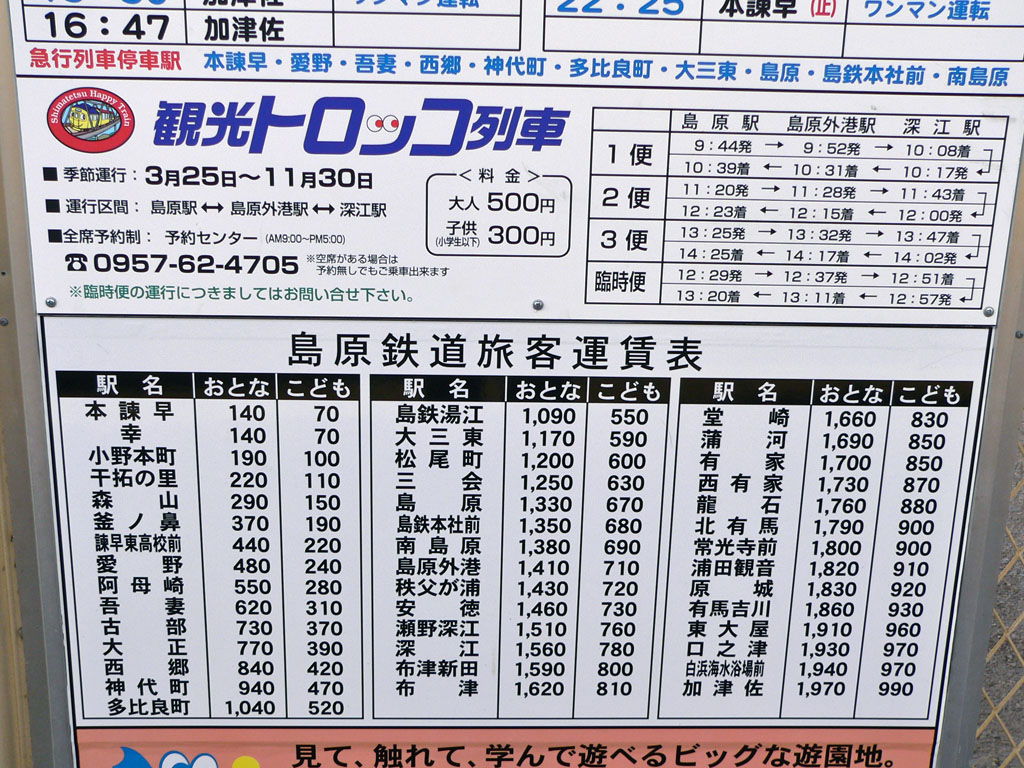 16:47 加津佐
22:25 本諫早 (正) ワンマン運転
急行列車停車駅 本諫早・愛野・吾妻・西郷・神代町・多比良町・大三東・島原・島鉄本社前・南島原
Shimatetsu Happy Train
観光トロッコ列車
■季節運行：3月25日〜11月30日
■運行区間：島原駅↔島原外港駅↔深江駅
■全席予約制：予約センター (AM9:00〜PM5:00)
☎0957-62-4705 ※空席がある場合は
予約無しでもご乗車出来ます
※臨時便の運行につきましてはお問い合せ下さい。
＜料金＞
大人 500円
子供 300円
(小学生以下)
島原駅 島原外港駅 深江駅
1便 9:44発 → 9:52発 → 10:08着
10:39着 ← 10:31発 ← 10:17発
2便 11:20発 → 11:28発 → 11:43着
12:23着 ← 12:15着 ← 12:00発
3便 13:25発 → 13:32発 → 13:47着
14:25着 ← 14:17着 ← 14:02発
臨時便 12:29発 → 12:37発 → 12:51着
13:20着 ← 13:11着 ← 12:57発
島原鉄道旅客運賃表
駅名 おとな こども
本諫早 140 70
幸 140 70
小野本町 190 100
干拓の里 220 110
森山 290 150
釜ノ鼻 370 190
諫早東高校前 440 220
愛野 480 240
阿母崎 550 280
吾妻 620 310
古部 730 370
大正 770 390
西郷 840 420
神代町 940 470
多比良町 1,040 520
駅名 おとな こども
島鉄湯江 1,090 550
大三東 1,170 590
松尾町 1,200 600
三会 1,250 630
島原 1,330 670
島鉄本社前 1,350 680
南島原 1,380 690
島原外港 1,410 710
秩父が浦 1,430 720
安徳 1,460 730
瀬野深江 1,510 760
深江 1,560 780
布津新田 1,590 800
布津 1,620 810
駅名 おとな こども
堂崎 1,660 830
蒲河 1,690 850
有家 1,700 850
西有家 1,730 870
龍石 1,760 880
北有馬 1,790 900
常光寺前 1,800 900
浦田観音 1,820 910
原城 1,830 920
有馬吉川 1,860 930
東大屋 1,910 960
口之津 1,930 970
白浜海水浴場前 1,940 970
加津佐 1,970 990
見て、触れて、学んで遊べるビッグな遊園地。